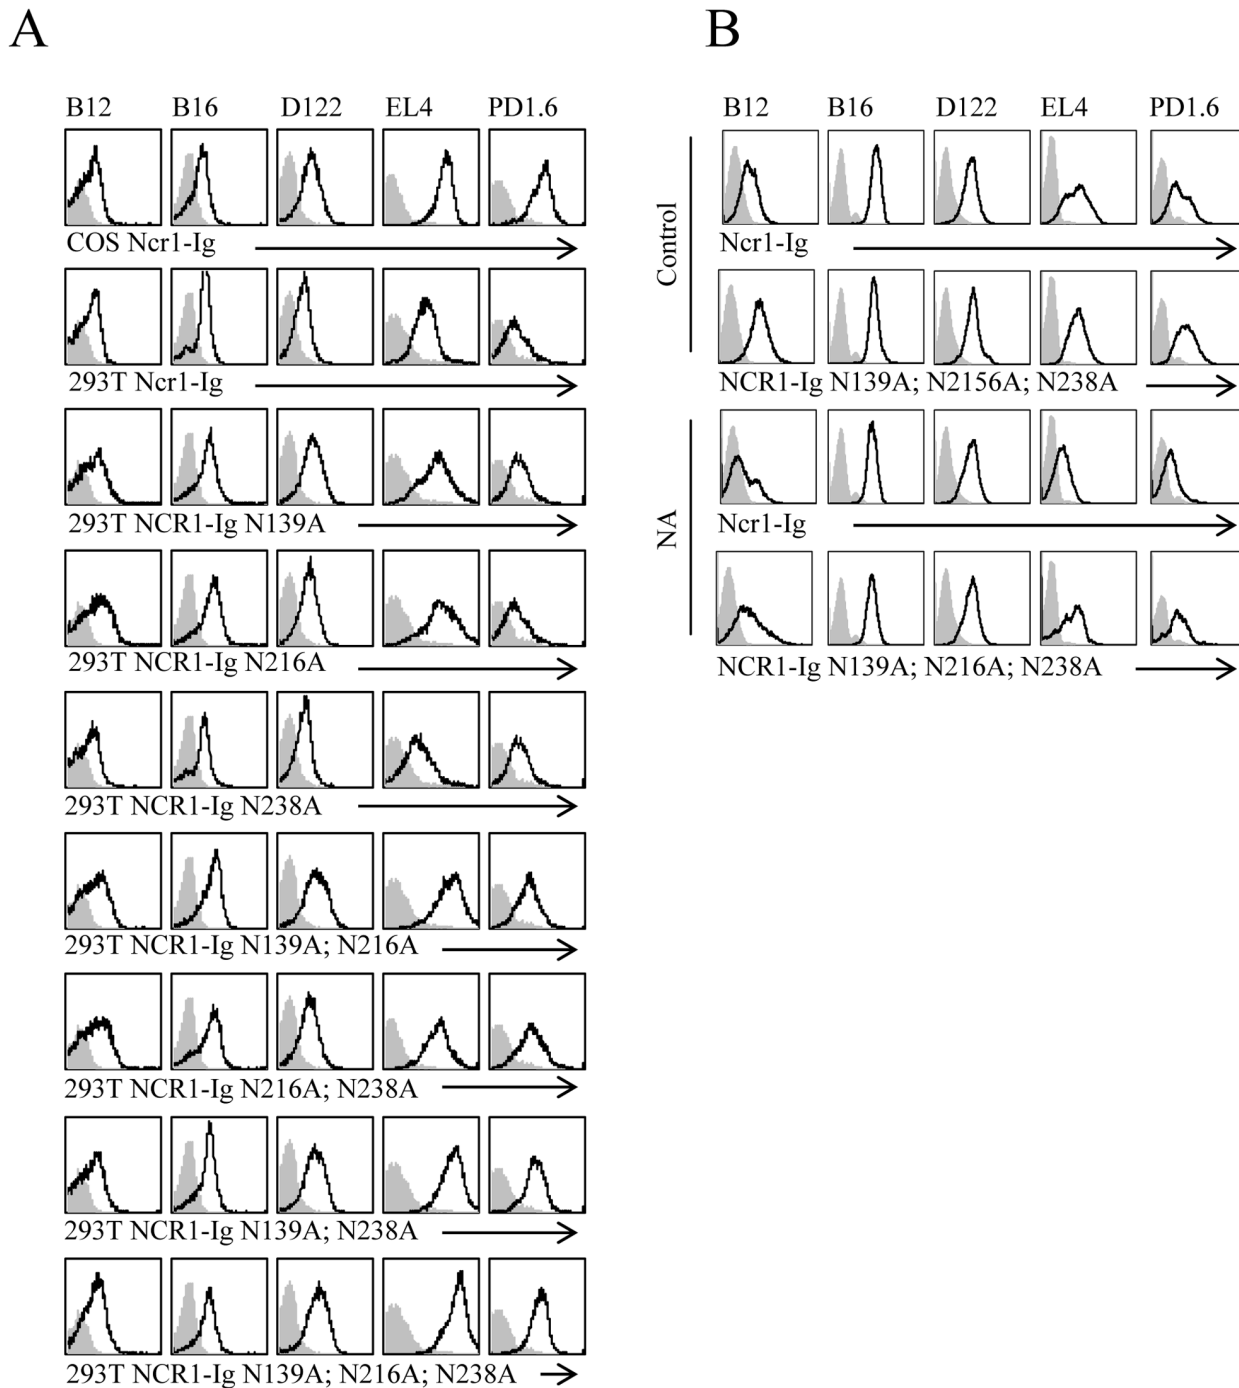 A
B12 B16 D122 EL4 PD1.6
COS Ncr1-Ig
293T Ncr1-Ig
293T NCR1-Ig N139A
293T NCR1-Ig N216A
293T NCR1-Ig N238A
293T NCR1-Ig N139A; N216A
293T NCR1-Ig N216A; N238A
293T NCR1-Ig N139A; N238A
293T NCR1-Ig N139A; N216A; N238A
B
B12 B16 D122 EL4 PD1.6
Control
Ncr1-Ig
NCR1-Ig N139A; N2156A; N238A
NA
Ncr1-Ig
NCR1-Ig N139A; N216A; N238A